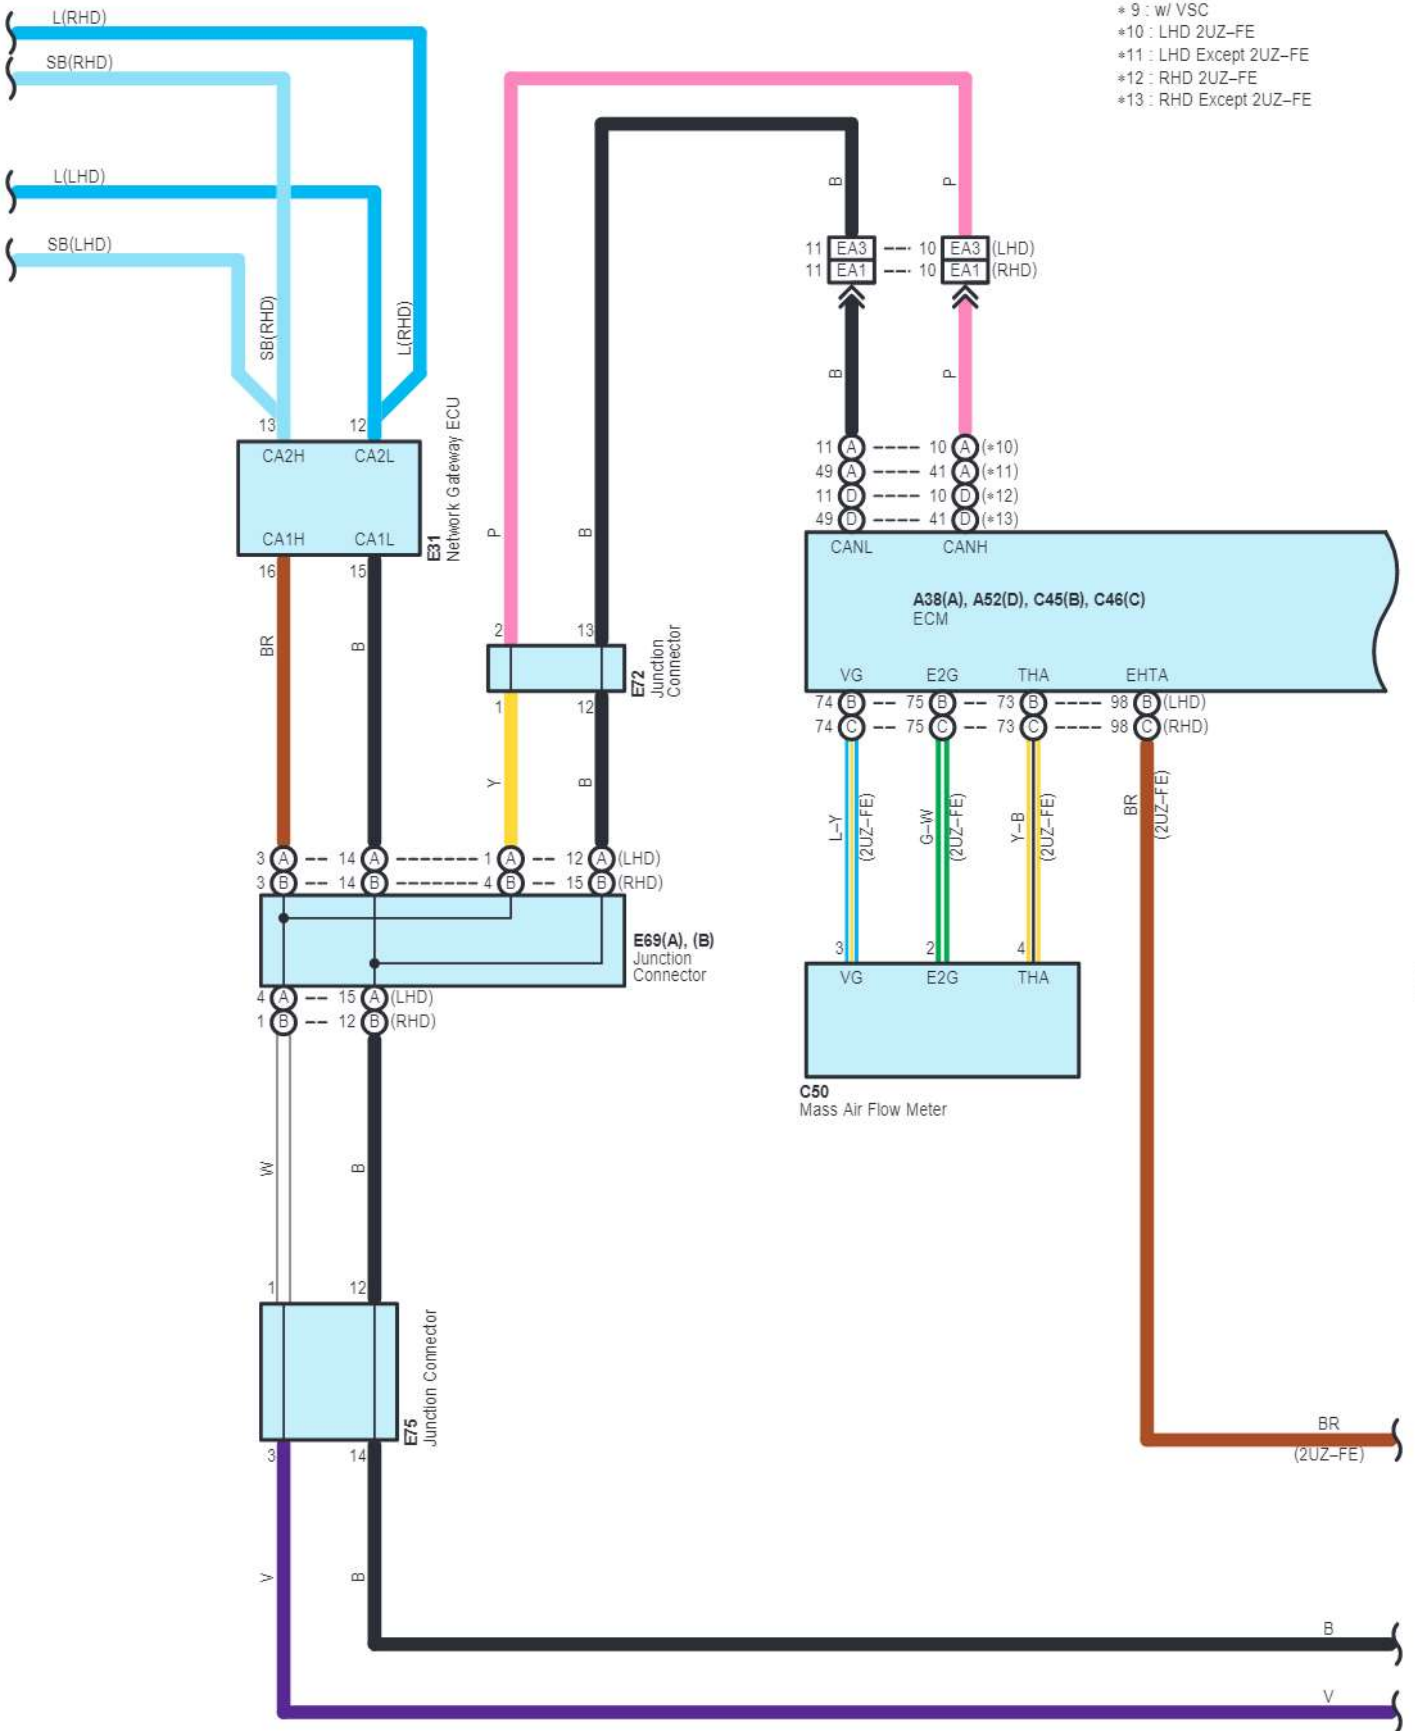 * 9 : w/ VSC
*10 : LHD 2UZ–FE
*11 : LHD Except 2UZ–FE
*12 : RHD 2UZ–FE
*13 : RHD Except 2UZ–FE
L(RHD)
SB(RHD)
L(LHD)
SB(LHD)
SB(RHD)
L(RHD)
B
P
11 EA3 10 EA3 (LHD)
11 EA1 10 EA1 (RHD)
B
P
13
12
CA2H
CA2L
CA1H
CA1L
E31
Network Gateway ECU
16
15
BR
B
P
B
11 A 10 A (*10)
49 A 41 A (*11)
11 D 10 D (*12)
49 D 41 D (*13)
CANL
CANH
A38(A), A52(D), C45(B), C46(C)
ECM
VG
E2G
THA
EHTA
2
13
E72
Junction
Connector
1
12
Y
B
74 B 75 B 73 B 98 B (LHD)
74 C 75 C 73 C 98 C (RHD)
L–Y
(2UZ–FE)
G–W
(2UZ–FE)
Y–B
(2UZ–FE)
BR
(2UZ–FE)
3 A 14 A 1 A 12 A (LHD)
3 B 14 B 4 B 15 B (RHD)
E69(A), (B)
Junction
Connector
3
2
4
VG
E2G
THA
C50
Mass Air Flow Meter
4 A 15 A (LHD)
1 B 12 B (RHD)
W
B
1
12
E75
Junction Connector
3
14
BR
(2UZ–FE)
V
B
B
V